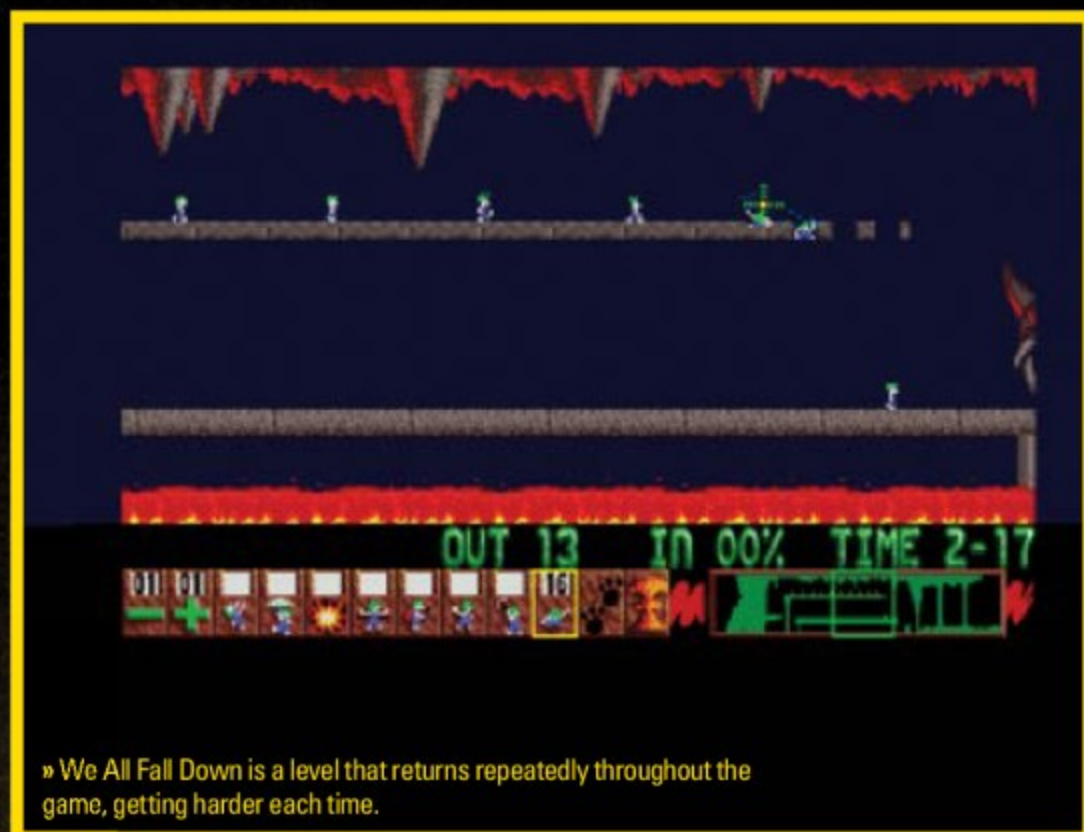 OUT 13 IN 00% TIME 2-17
01 01 16
» We All Fall Down is a level that returns repeatedly throughout the
game, getting harder each time.